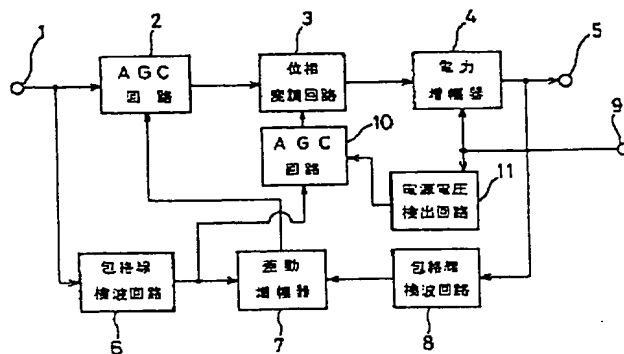 1
2
3
4
5
AGC
回路
位相
変調回路
電力
増幅器
9
10
AGC
回路
11
電源電圧
検出回路
包絡線
検波回路
差動
増幅器
包絡線
検波回路
6
7
8